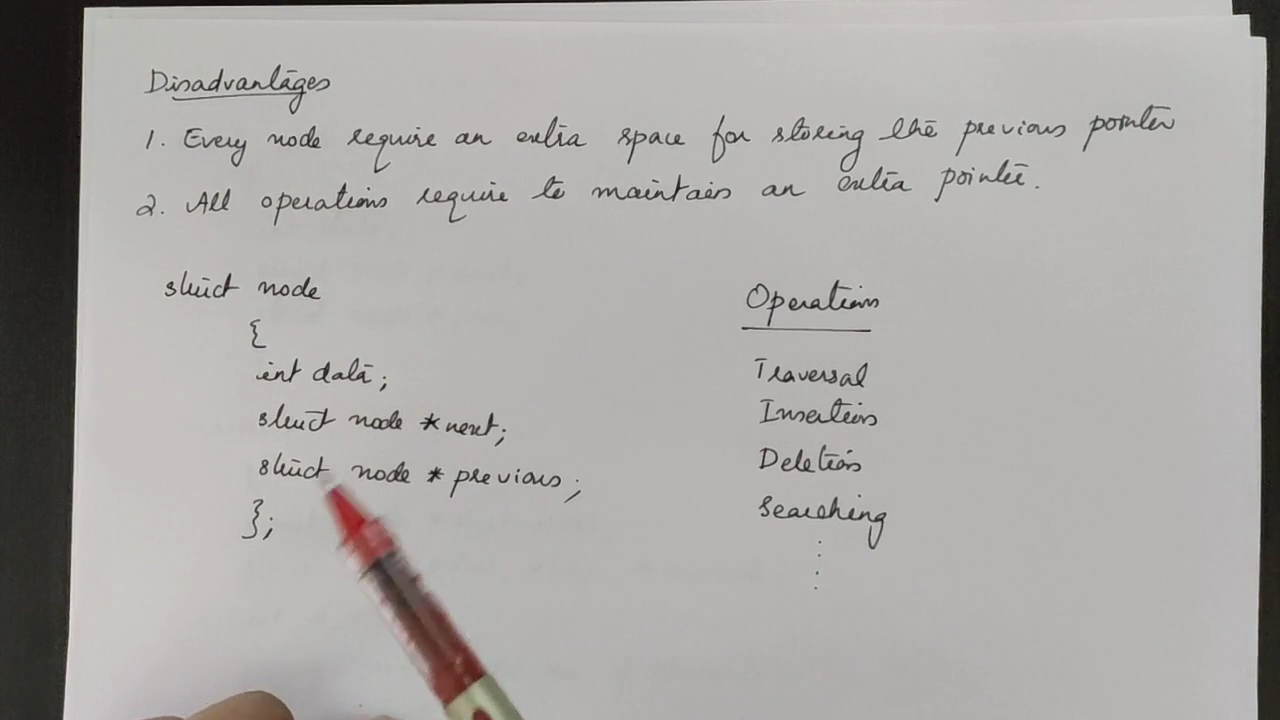 Disadvantages
1. Every node require an extra space for storing the previous pointer
2. All operations require to maintain an extra pointer.
struct node
{
int data;
struct node *next;
struct node * previous;
};
Operations
Traversal
Insertion
Deletion
Searching